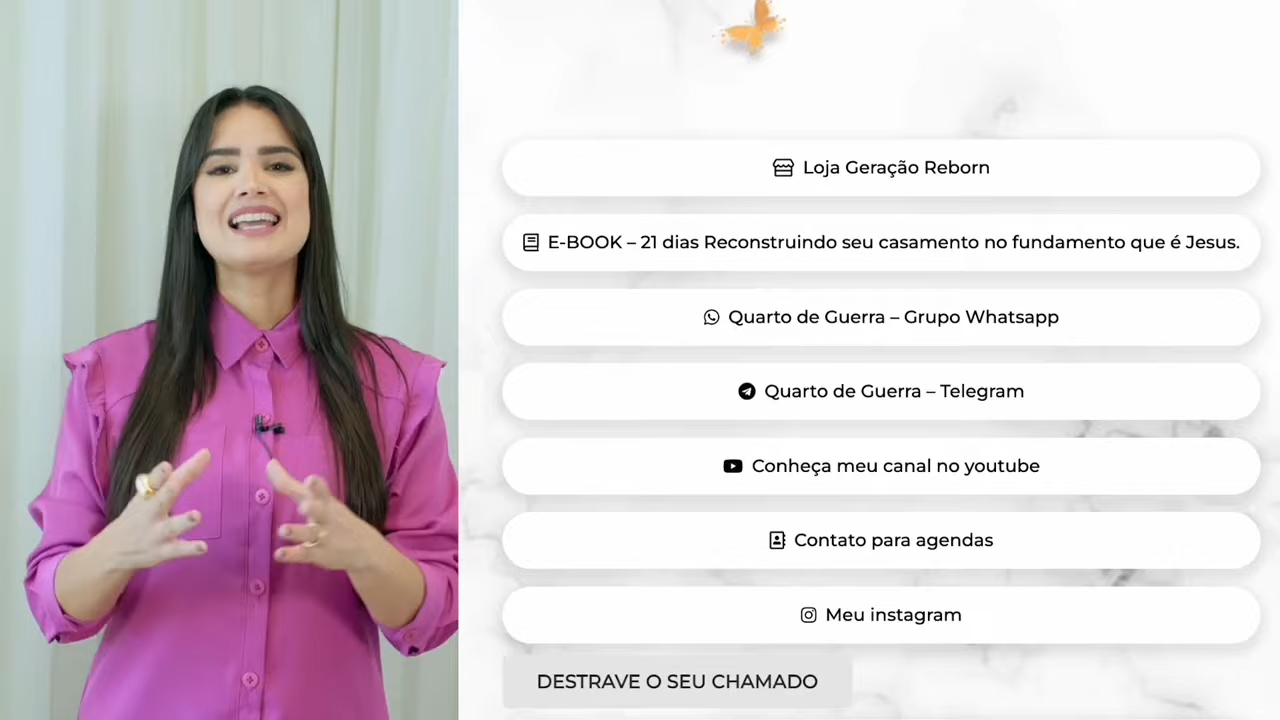 Loja Geração Reborn
E-BOOK – 21 dias Reconstruindo seu casamento no fundamento que é Jesus.
Quarto de Guerra – Grupo Whatsapp
Quarto de Guerra – Telegram
Conheça meu canal no youtube
Contato para agendas
Meu instagram
DESTRAVE O SEU CHAMADO